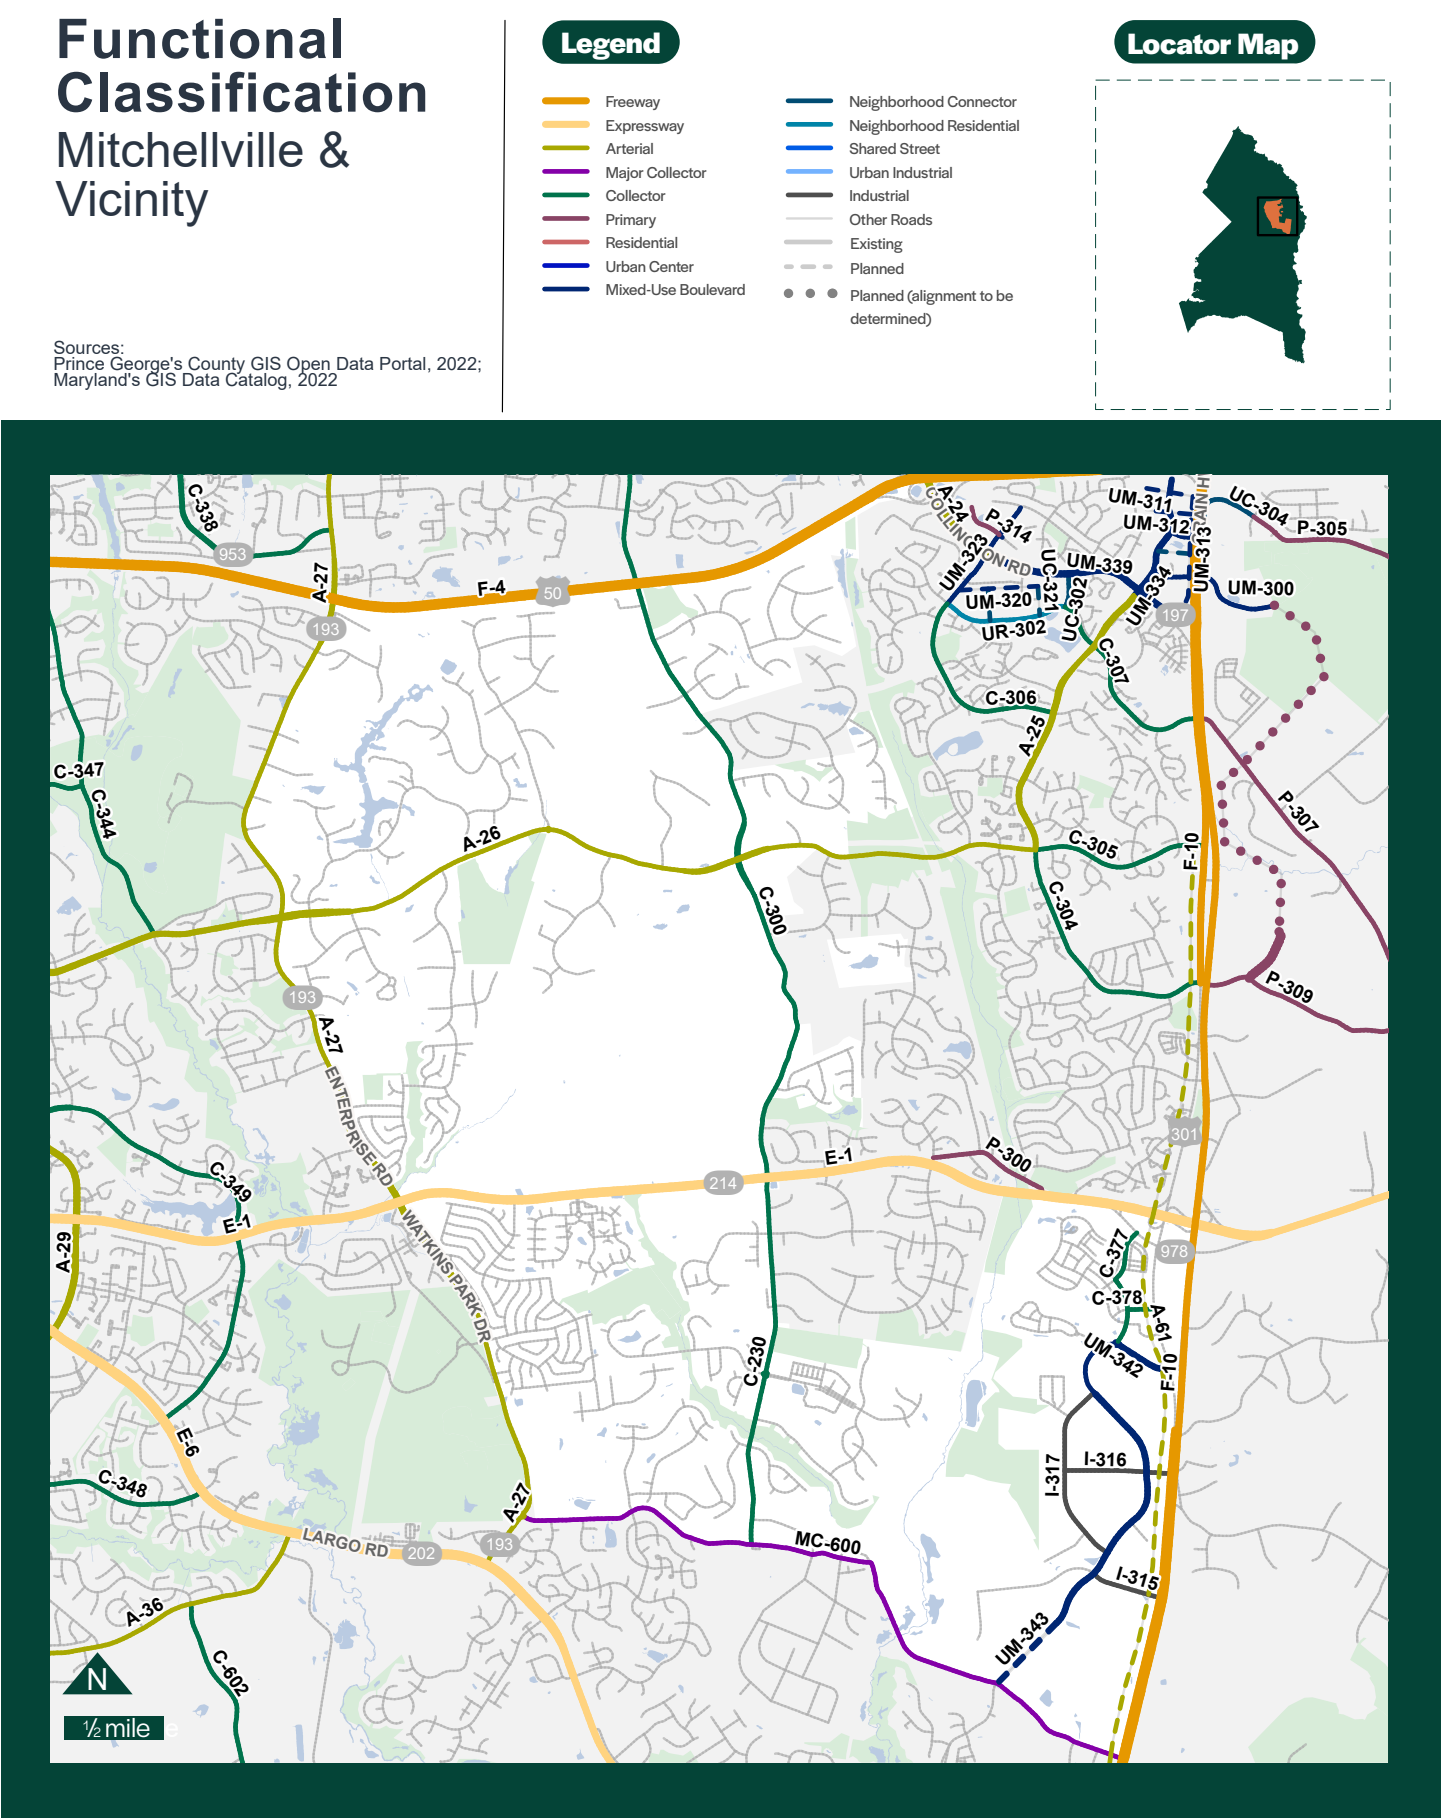 Functional
Classification
Mitchellville &
Vicinity
Sources:
Prince George's County GIS Open Data Portal, 2022;
Maryland's GIS Data Catalog, 2022
Legend
Freeway
Expressway
Arterial
Major Collector
Collector
Primary
Residential
Urban Center
Mixed-Use Boulevard
Neighborhood Connector
Neighborhood Residential
Shared Street
Urban Industrial
Industrial
Other Roads
Existing
Planned
Planned (alignment to be
determined)
Locator Map
C-338
953
A-27
193
F-4
50
A-24
COLLINGTON RD
P-14
UM-323
UM-311
UM-312
UM-313
UC-304
P-305
UC-321
UC-302
UM-339
UM-334
UM-320
UR-302
197
UM-300
C-307
C-306
A-25
C-347
C-344
A-26
C-300
C-305
C-304
F-10
P-307
P-309
193
A-27
ENTERPRISE RD
301
P-300
E-1
214
C-349
E-1
A-29
WATKINS PARK DR
978
C-377
C-378
A-61
UM-342
F-10
C-230
E-6
C-348
I-317
I-316
A-27
193
LARGO RD
202
MC-600
I-315
UM-343
A-36
C-602
N
½ mile